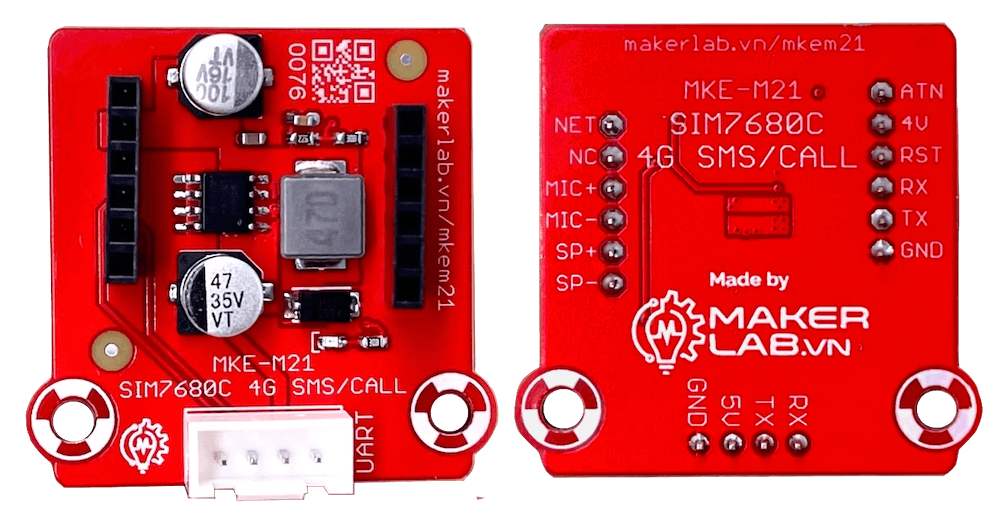 0076
100
16V
VT
makerlab.vn/mkem21
47
35V
VT
MKE-M21
SIM7680C 4G SMS/CALL
UART
makerlab.vn/mkem21
MKE-M21
SIM7680C
4G SMS/CALL
NET
NC
MIC+
MIC-
SP+
SP-
ATN
4V
RST
RX
TX
GND
Made by
MAKER
LAB.VN
GND
5V
TX
RX